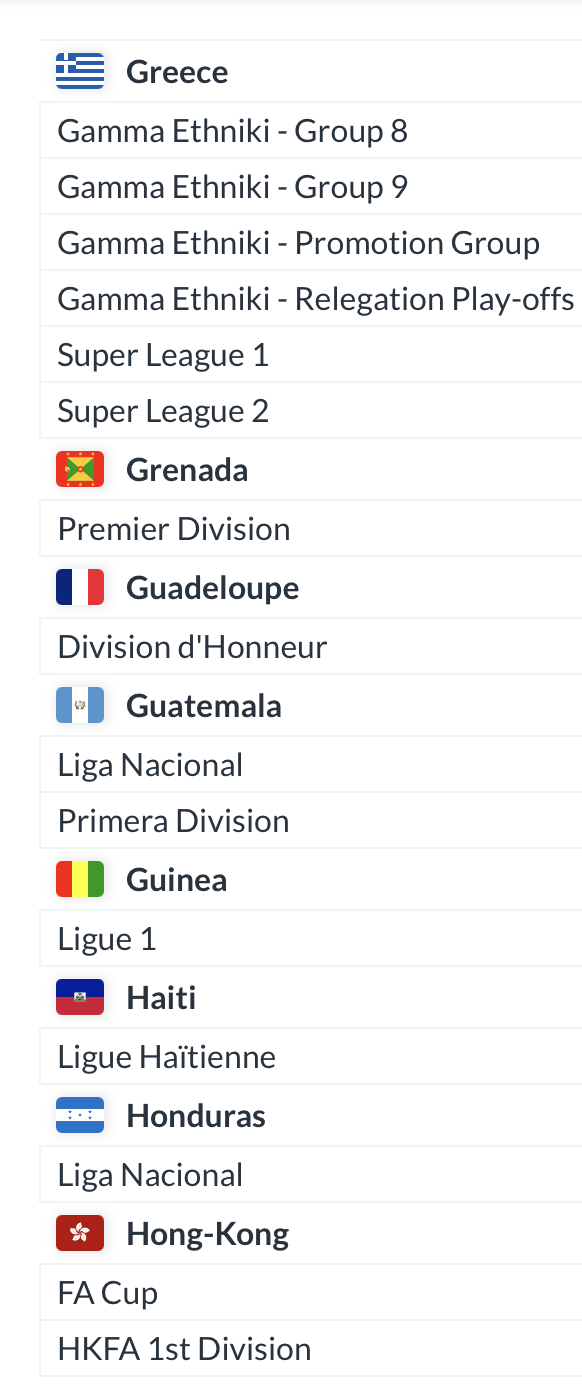 Greece
Gamma Ethniki - Group 8
Gamma Ethniki - Group 9
Gamma Ethniki - Promotion Group
Gamma Ethniki - Relegation Play-offs
Super League 1
Super League 2
Grenada
Premier Division
Guadeloupe
Division d'Honneur
Guatemala
Liga Nacional
Primera Division
Guinea
Ligue 1
Haiti
Ligue Haïtienne
Honduras
Liga Nacional
Hong-Kong
FA Cup
HKFA 1st Division